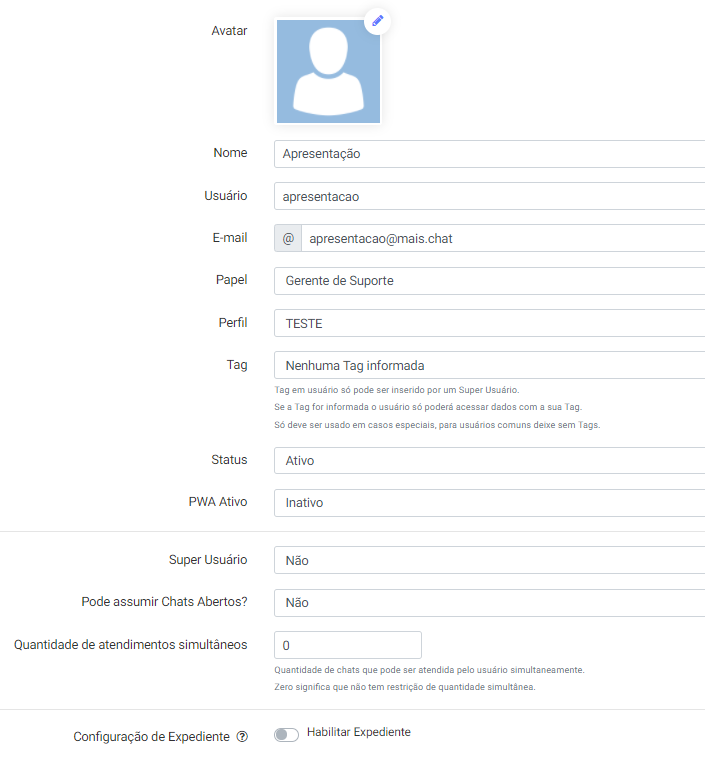 Avatar
Nome Apresentação
Usuário apresentacao
E-mail @ apresentacao@mais.chat
Papel Gerente de Suporte
Perfil TESTE
Tag Nenhuma Tag informada
Tag em usuário só pode ser inserido por um Super Usuário.
Se a Tag for informada o usuário só poderá acessar dados com a sua Tag.
Só deve ser usado em casos especiais, para usuários comuns deixe sem Tags.
Status Ativo
PWA Ativo Inativo
Super Usuário Não
Pode assumir Chats Abertos? Não
Quantidade de atendimentos simultâneos 0
Quantidade de chats que pode ser atendida pelo usuário simultaneamente.
Zero significa que não tem restrição de quantidade simultânea.
Configuração de Expediente ? Habilitar Expediente